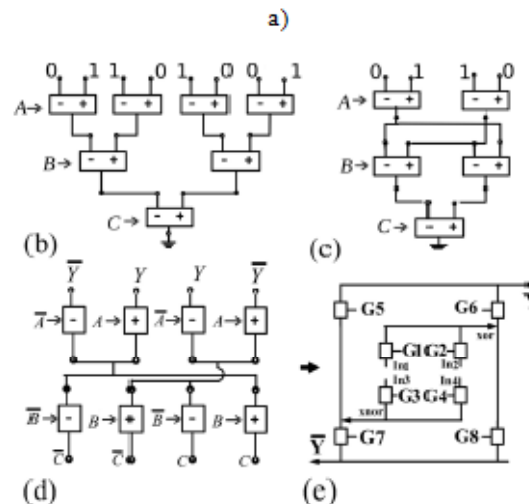 a)
0 1 1 0 1 0 0 1
0 1 1 0
A→ - + - + - + - +
A→ - + - +
B→ - + - +
B→ - + - +
C→ - +
C→ - +
(b)
(c)
Y̅ Y Y Y̅
A̅→ - A→ + A̅→ - A→ +
B̅→ - B→ + B̅→ - B→ +
C̅ C̅ C C
(d)
G5 G6
xor
G1 G2
In1 In2
In3 In4
G3 G4
xnor
G7 G8
Y̅
(e)